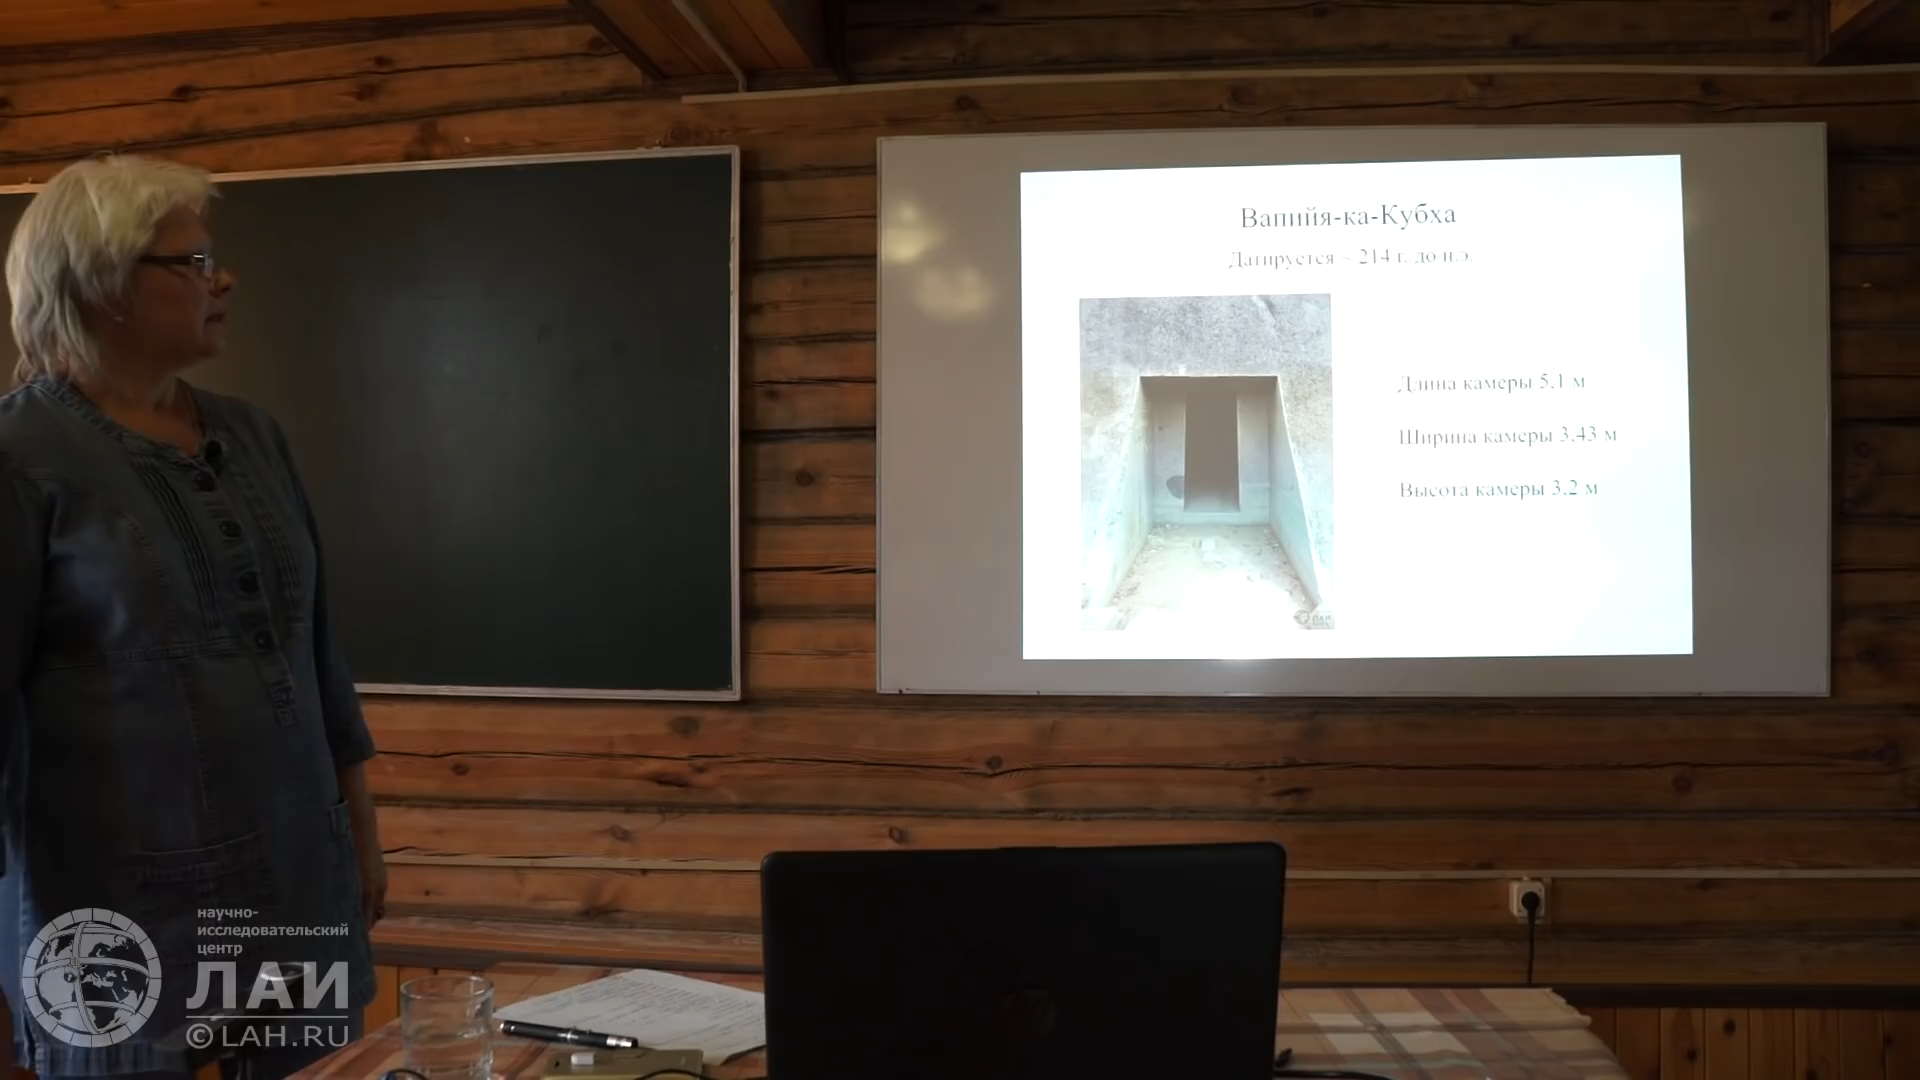 Вапийя-ка-Кубха
Датируется ~ 214 г. до н.э.
Длина камеры 5.1 м
Ширина камеры 3.43 м
Высота камеры 3.2 м
ЛАИ
научно-
исследовательский
центр
ЛАИ
©LAH.RU